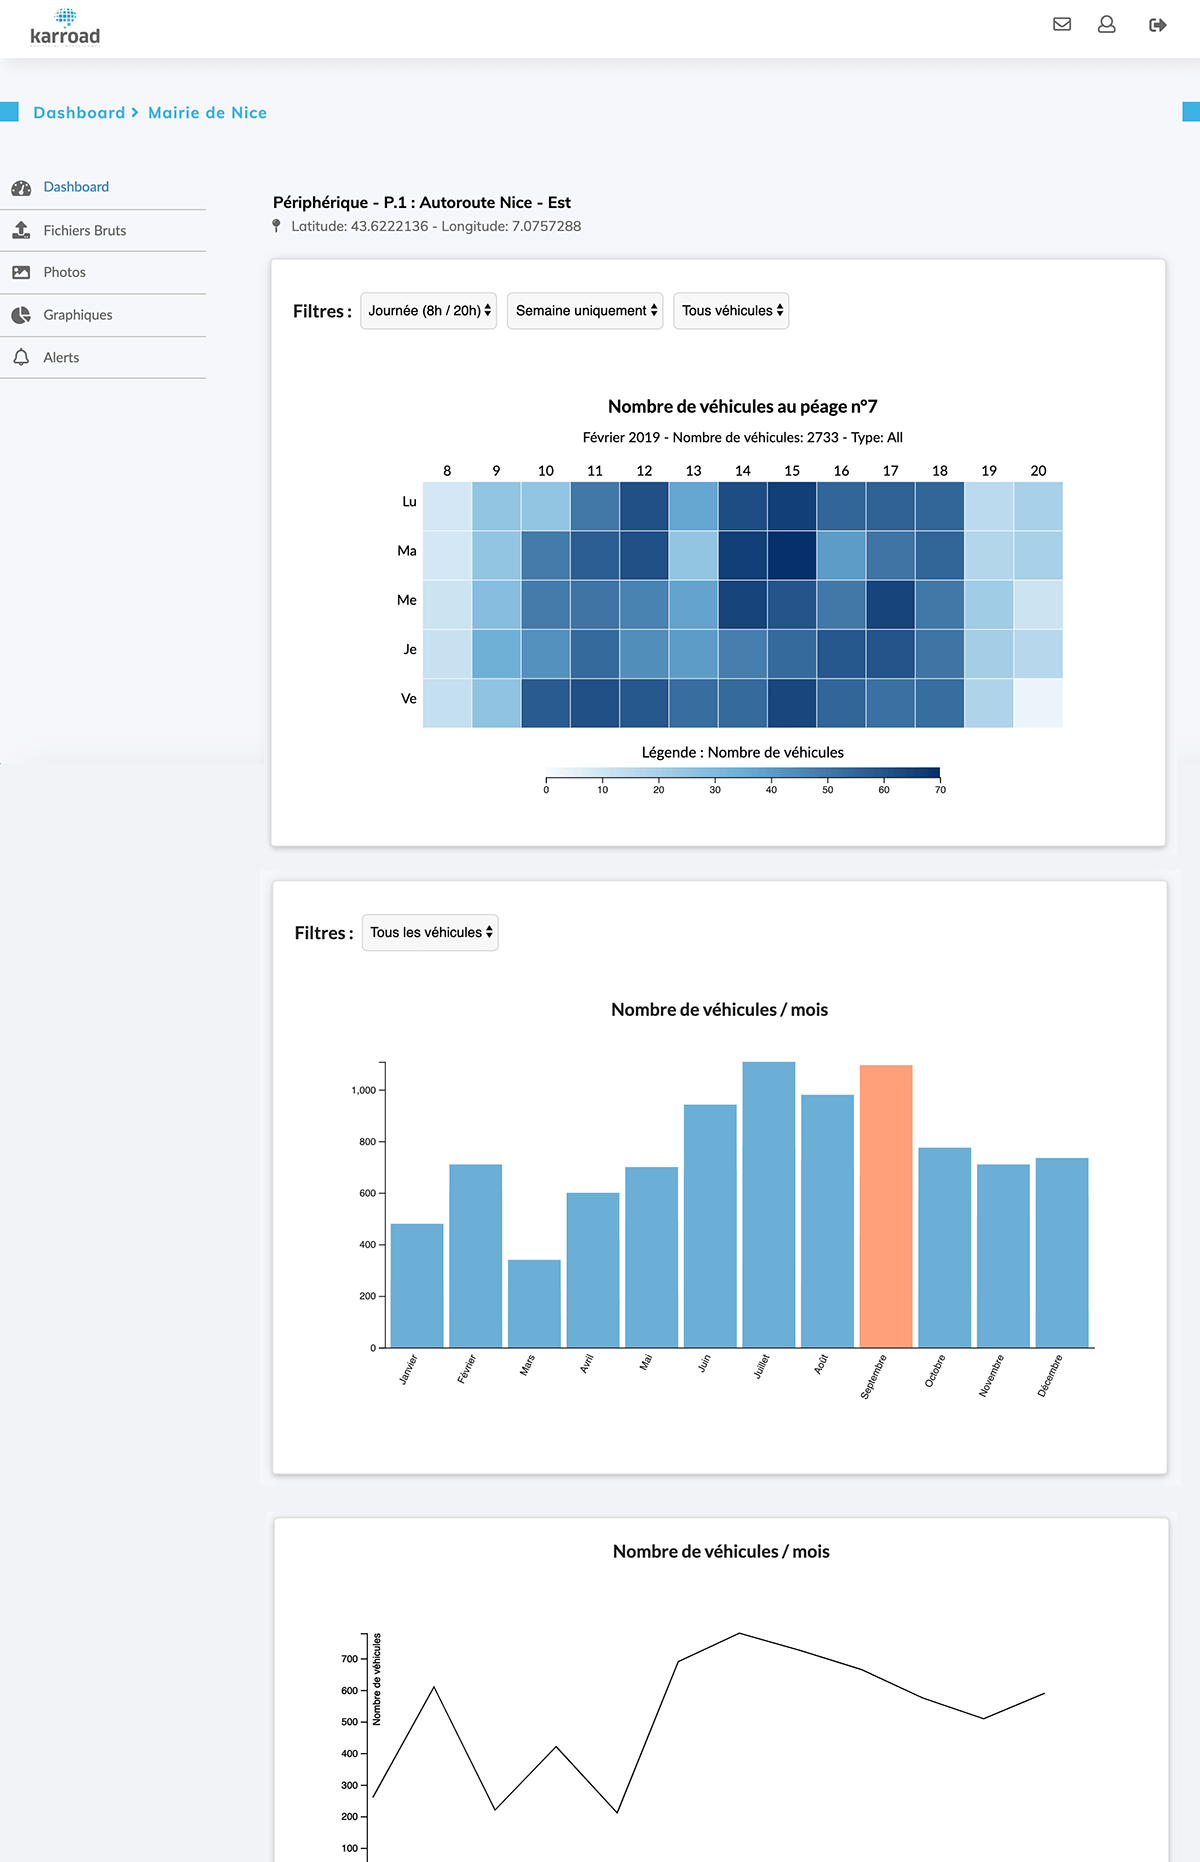 karroad
Dashboard > Mairie de Nice
Dashboard
Fichiers Bruts
Photos
Graphiques
Alerts
Périphérique - P.1 : Autoroute Nice - Est
Latitude: 43.6222136 - Longitude: 7.0757288
Filtres : Journée (8h / 20h) Semaine uniquement Tous véhicules
Nombre de véhicules au péage n°7
Février 2019 - Nombre de véhicules: 2733 - Type: All
8 9 10 11 12 13 14 15 16 17 18 19 20
Lu
Ma
Me
Je
Ve
Légende : Nombre de véhicules
0 10 20 30 40 50 60 70
Filtres : Tous les véhicules
Nombre de véhicules / mois
1,000
800
600
400
200
0
Janvier Février Mars Avril Mai Juin Juillet Août Septembre Octobre Novembre Décembre
Nombre de véhicules / mois
Nombre de véhicules
700
600
500
400
300
200
100